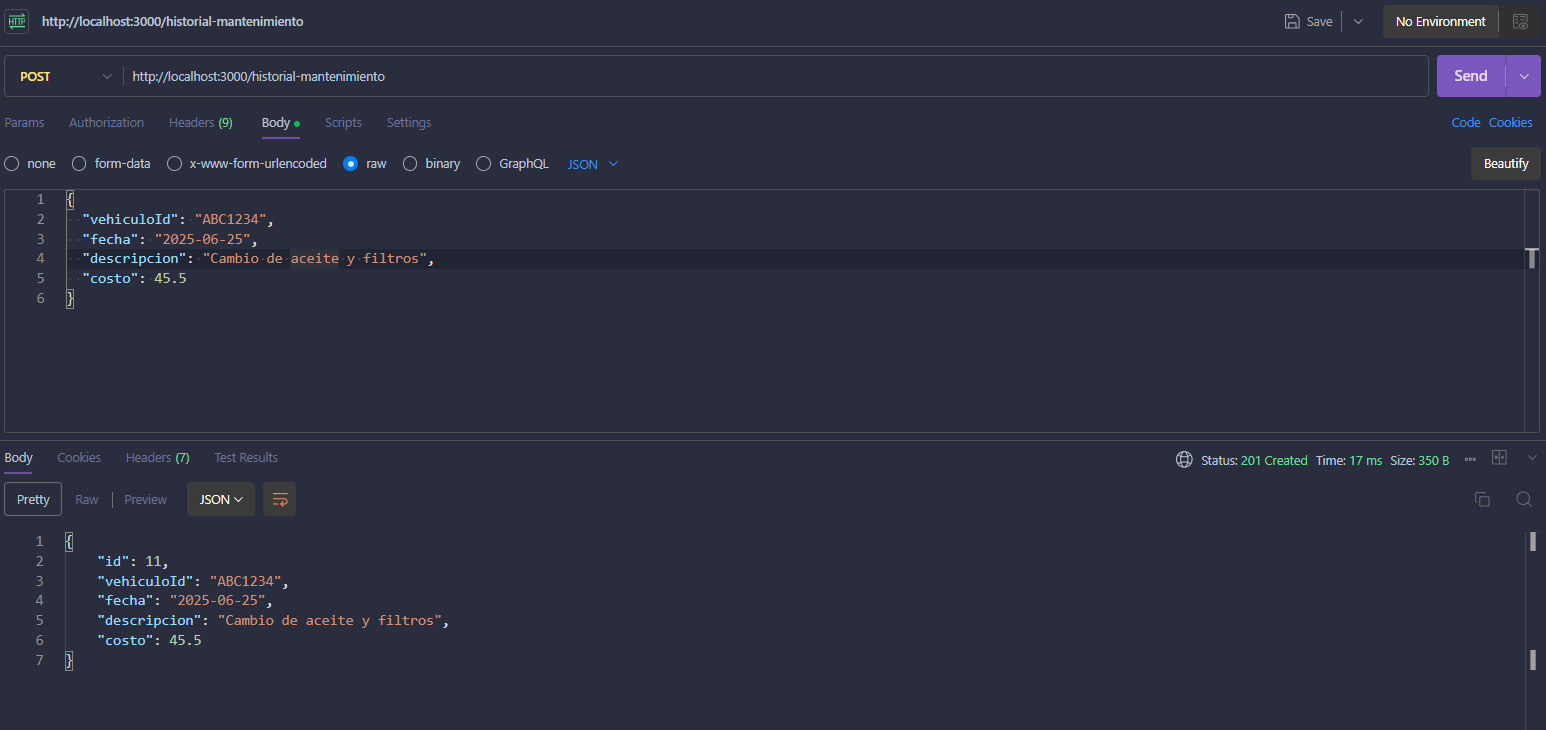 HTTP http://localhost:3000/historial-mantenimiento Save No Environment
POST http://localhost:3000/historial-mantenimiento Send
Params Authorization Headers (9) Body Scripts Settings Code Cookies
none form-data x-www-form-urlencoded raw binary GraphQL JSON Beautify
1 {
2 "vehiculoId": "ABC1234",
3 "fecha": "2025-06-25",
4 "descripcion": "Cambio de aceite y filtros",
5 "costo": 45.5
6 }
Body Cookies Headers (7) Test Results Status: 201 Created Time: 17 ms Size: 350 B
Pretty Raw Preview JSON
1 {
2 "id": 11,
3 "vehiculoId": "ABC1234",
4 "fecha": "2025-06-25",
5 "descripcion": "Cambio de aceite y filtros",
6 "costo": 45.5
7 }